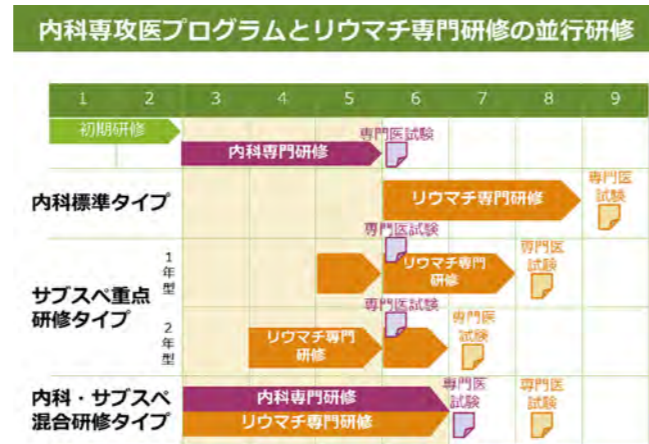 内科専攻医プログラムとリウマチ専門研修の並行研修
1 2 3 4 5 6 7 8 9
初期研修
専門医試験
内科専門研修
内科標準タイプ
リウマチ専門研修
専門医
試験
専門医試験
サブスペ重点
研修タイプ
1
年
型
リウマチ専門
研修
専門医
試験
専門医試験
2
年
型
リウマチ専門
研修
専門医
試験
内科・サブスペ
混合研修タイプ
内科専門研修
リウマチ専門研修
専門医
試験
専門医
試験